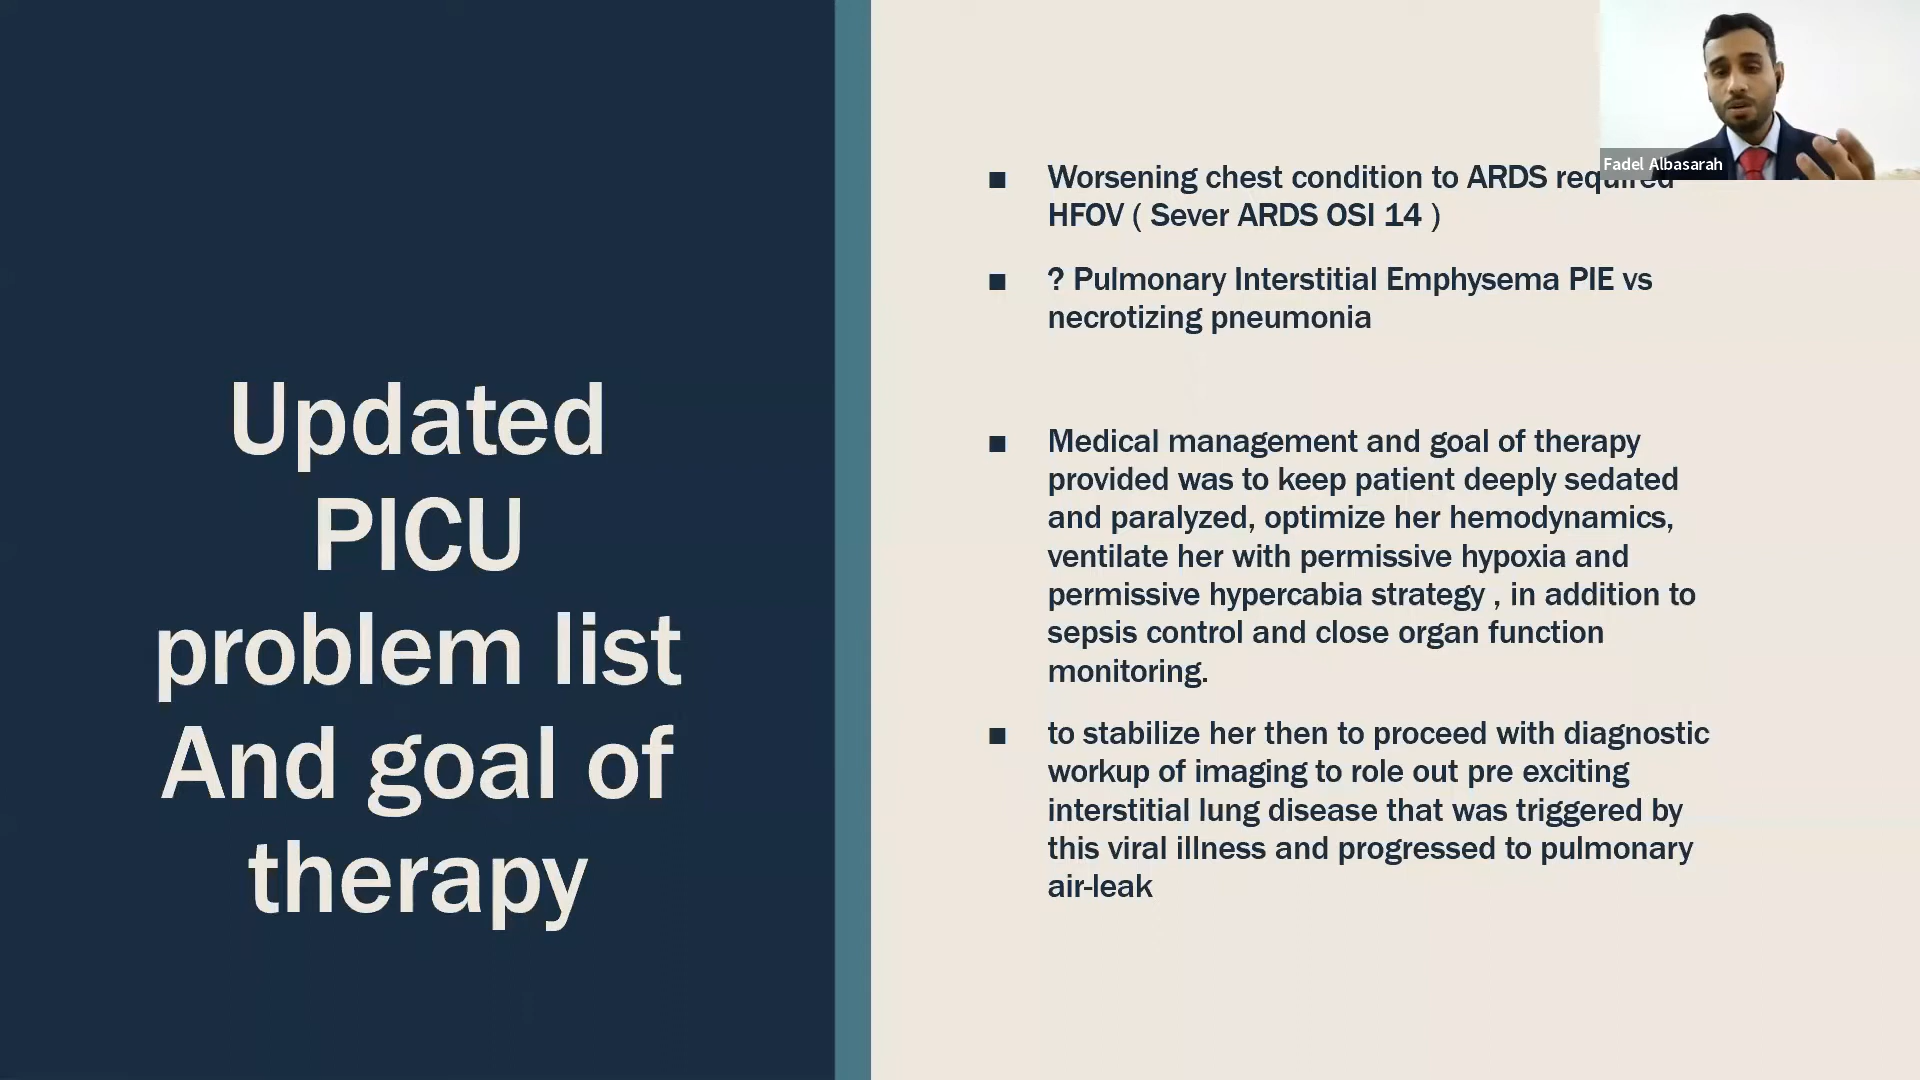 Updated
PICU
problem list
And goal of
therapy
Fadel Albasarah
■ Worsening chest condition to ARDS required
HFOV ( Sever ARDS OSI 14 )
■ ? Pulmonary Interstitial Emphysema PIE vs
necrotizing pneumonia
■ Medical management and goal of therapy
provided was to keep patient deeply sedated
and paralyzed, optimize her hemodynamics,
ventilate her with permissive hypoxia and
permissive hypercabia strategy , in addition to
sepsis control and close organ function
monitoring.
■ to stabilize her then to proceed with diagnostic
workup of imaging to role out pre exciting
interstitial lung disease that was triggered by
this viral illness and progressed to pulmonary
air-leak